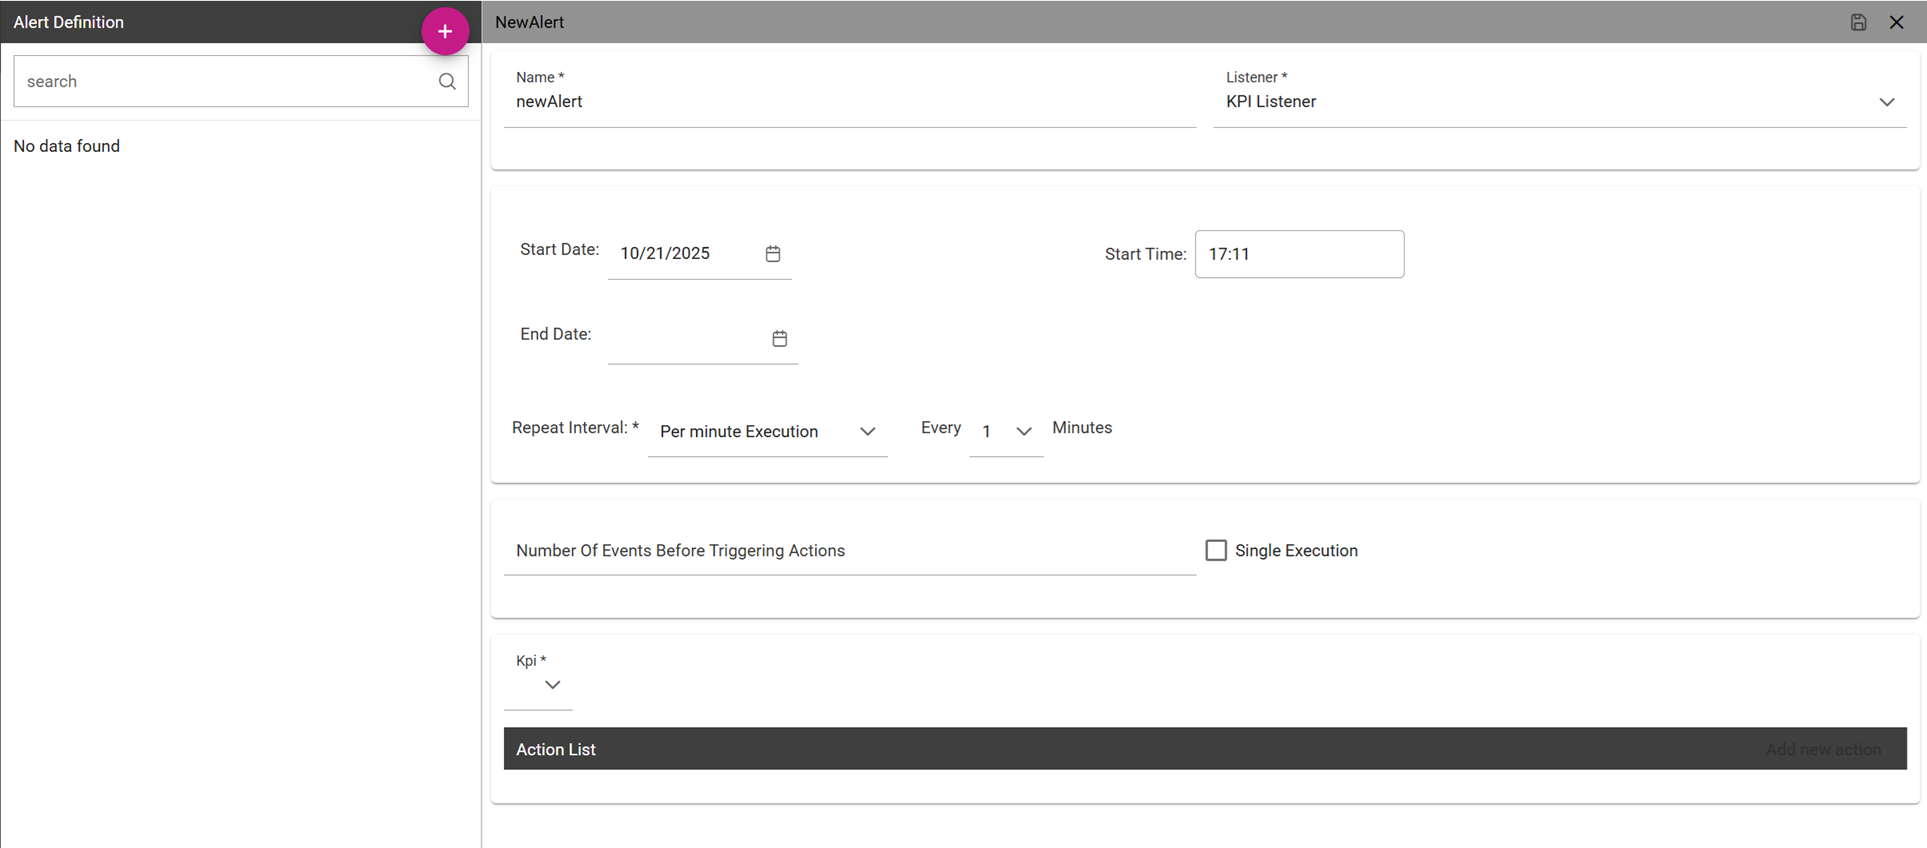 Alert Definition
+
NewAlert
search
No data found
Name *
newAlert
Listener *
KPI Listener
Start Date:
10/21/2025
Start Time:
17:11
End Date:
Repeat Interval: *
Per minute Execution
Every
1
Minutes
Number Of Events Before Triggering Actions
Single Execution
Kpi *
Action List
Add new action